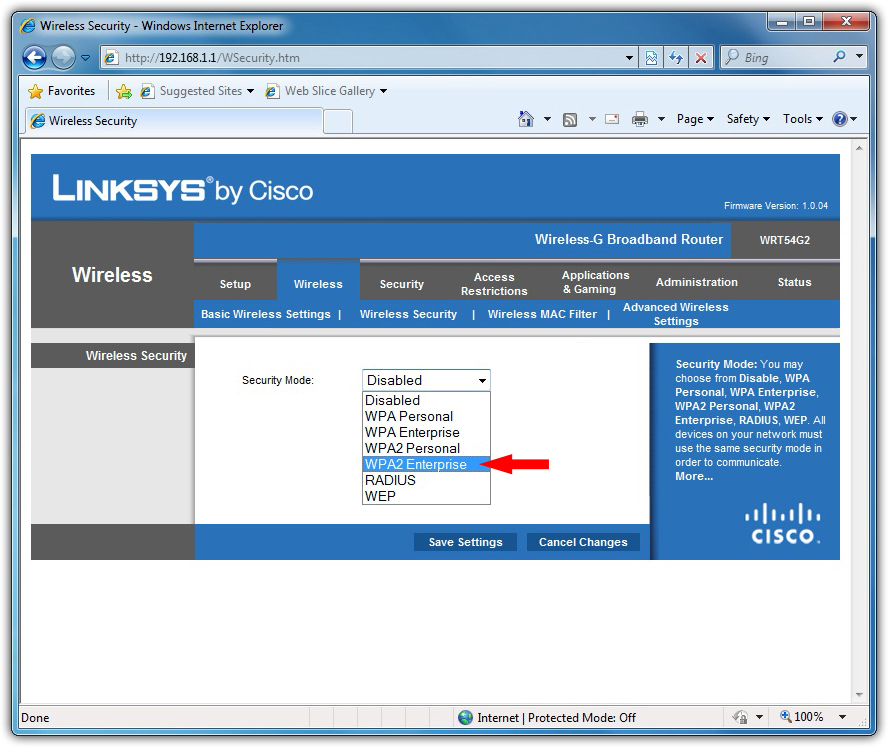 Wireless Security - Windows Internet Explorer
http://192.168.1.1/WSecurity.htm
Bing
Favorites
Suggested Sites
Web Slice Gallery
Wireless Security
Page
Safety
Tools
LINKSYS® by Cisco
Firmware Version: 1.0.04
Wireless-G Broadband Router
WRT54G2
Wireless
Setup
Wireless
Security
Access
Restrictions
Applications
& Gaming
Administration
Status
Basic Wireless Settings |
Wireless Security |
Wireless MAC Filter |
Advanced Wireless
Settings
Wireless Security
Security Mode:
Disabled
Disabled
WPA Personal
WPA Enterprise
WPA2 Personal
WPA2 Enterprise
RADIUS
WEP
Security Mode: You may
choose from Disable, WPA
Personal, WPA Enterprise,
WPA2 Personal, WPA2
Enterprise, RADIUS, WEP. All
devices on your network must
use the same security mode in
order to communicate.
More...
CISCO.
Save Settings
Cancel Changes
Done
Internet | Protected Mode: Off
100%